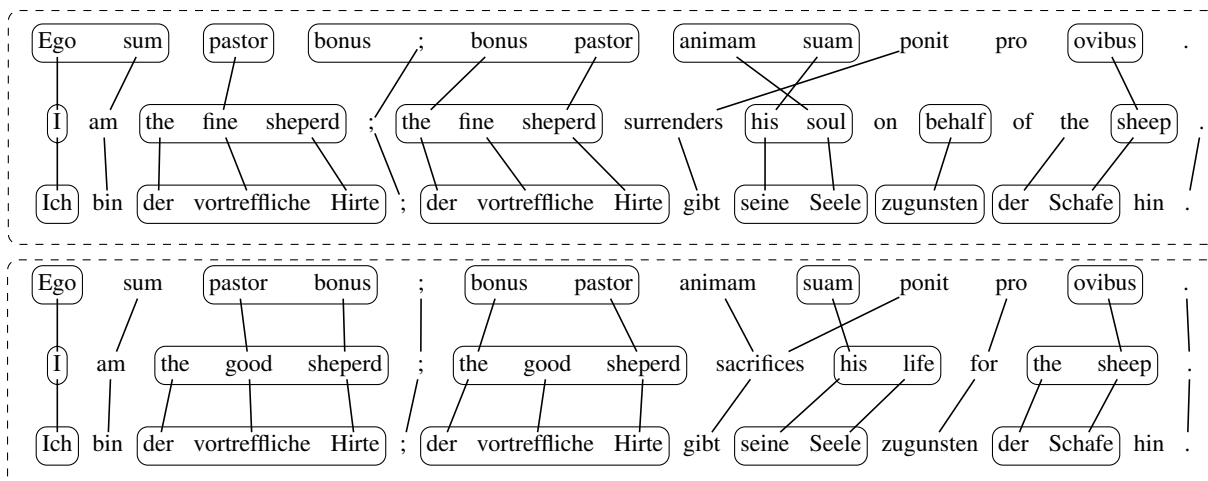 Ego sum pastor bonus ; bonus pastor animam suam ponit pro ovibus .
I am the fine sheperd ; the fine sheperd surrenders his soul on behalf of the sheep .
Ich bin der vortreffliche Hirte ; der vortreffliche Hirte gibt seine Seele zugunsten der Schafe hin .
Ego sum pastor bonus ; bonus pastor animam suam ponit pro ovibus .
I am the good sheperd ; the good sheperd sacrifices his life for the sheep .
Ich bin der vortreffliche Hirte ; der vortreffliche Hirte gibt seine Seele zugunsten der Schafe hin .